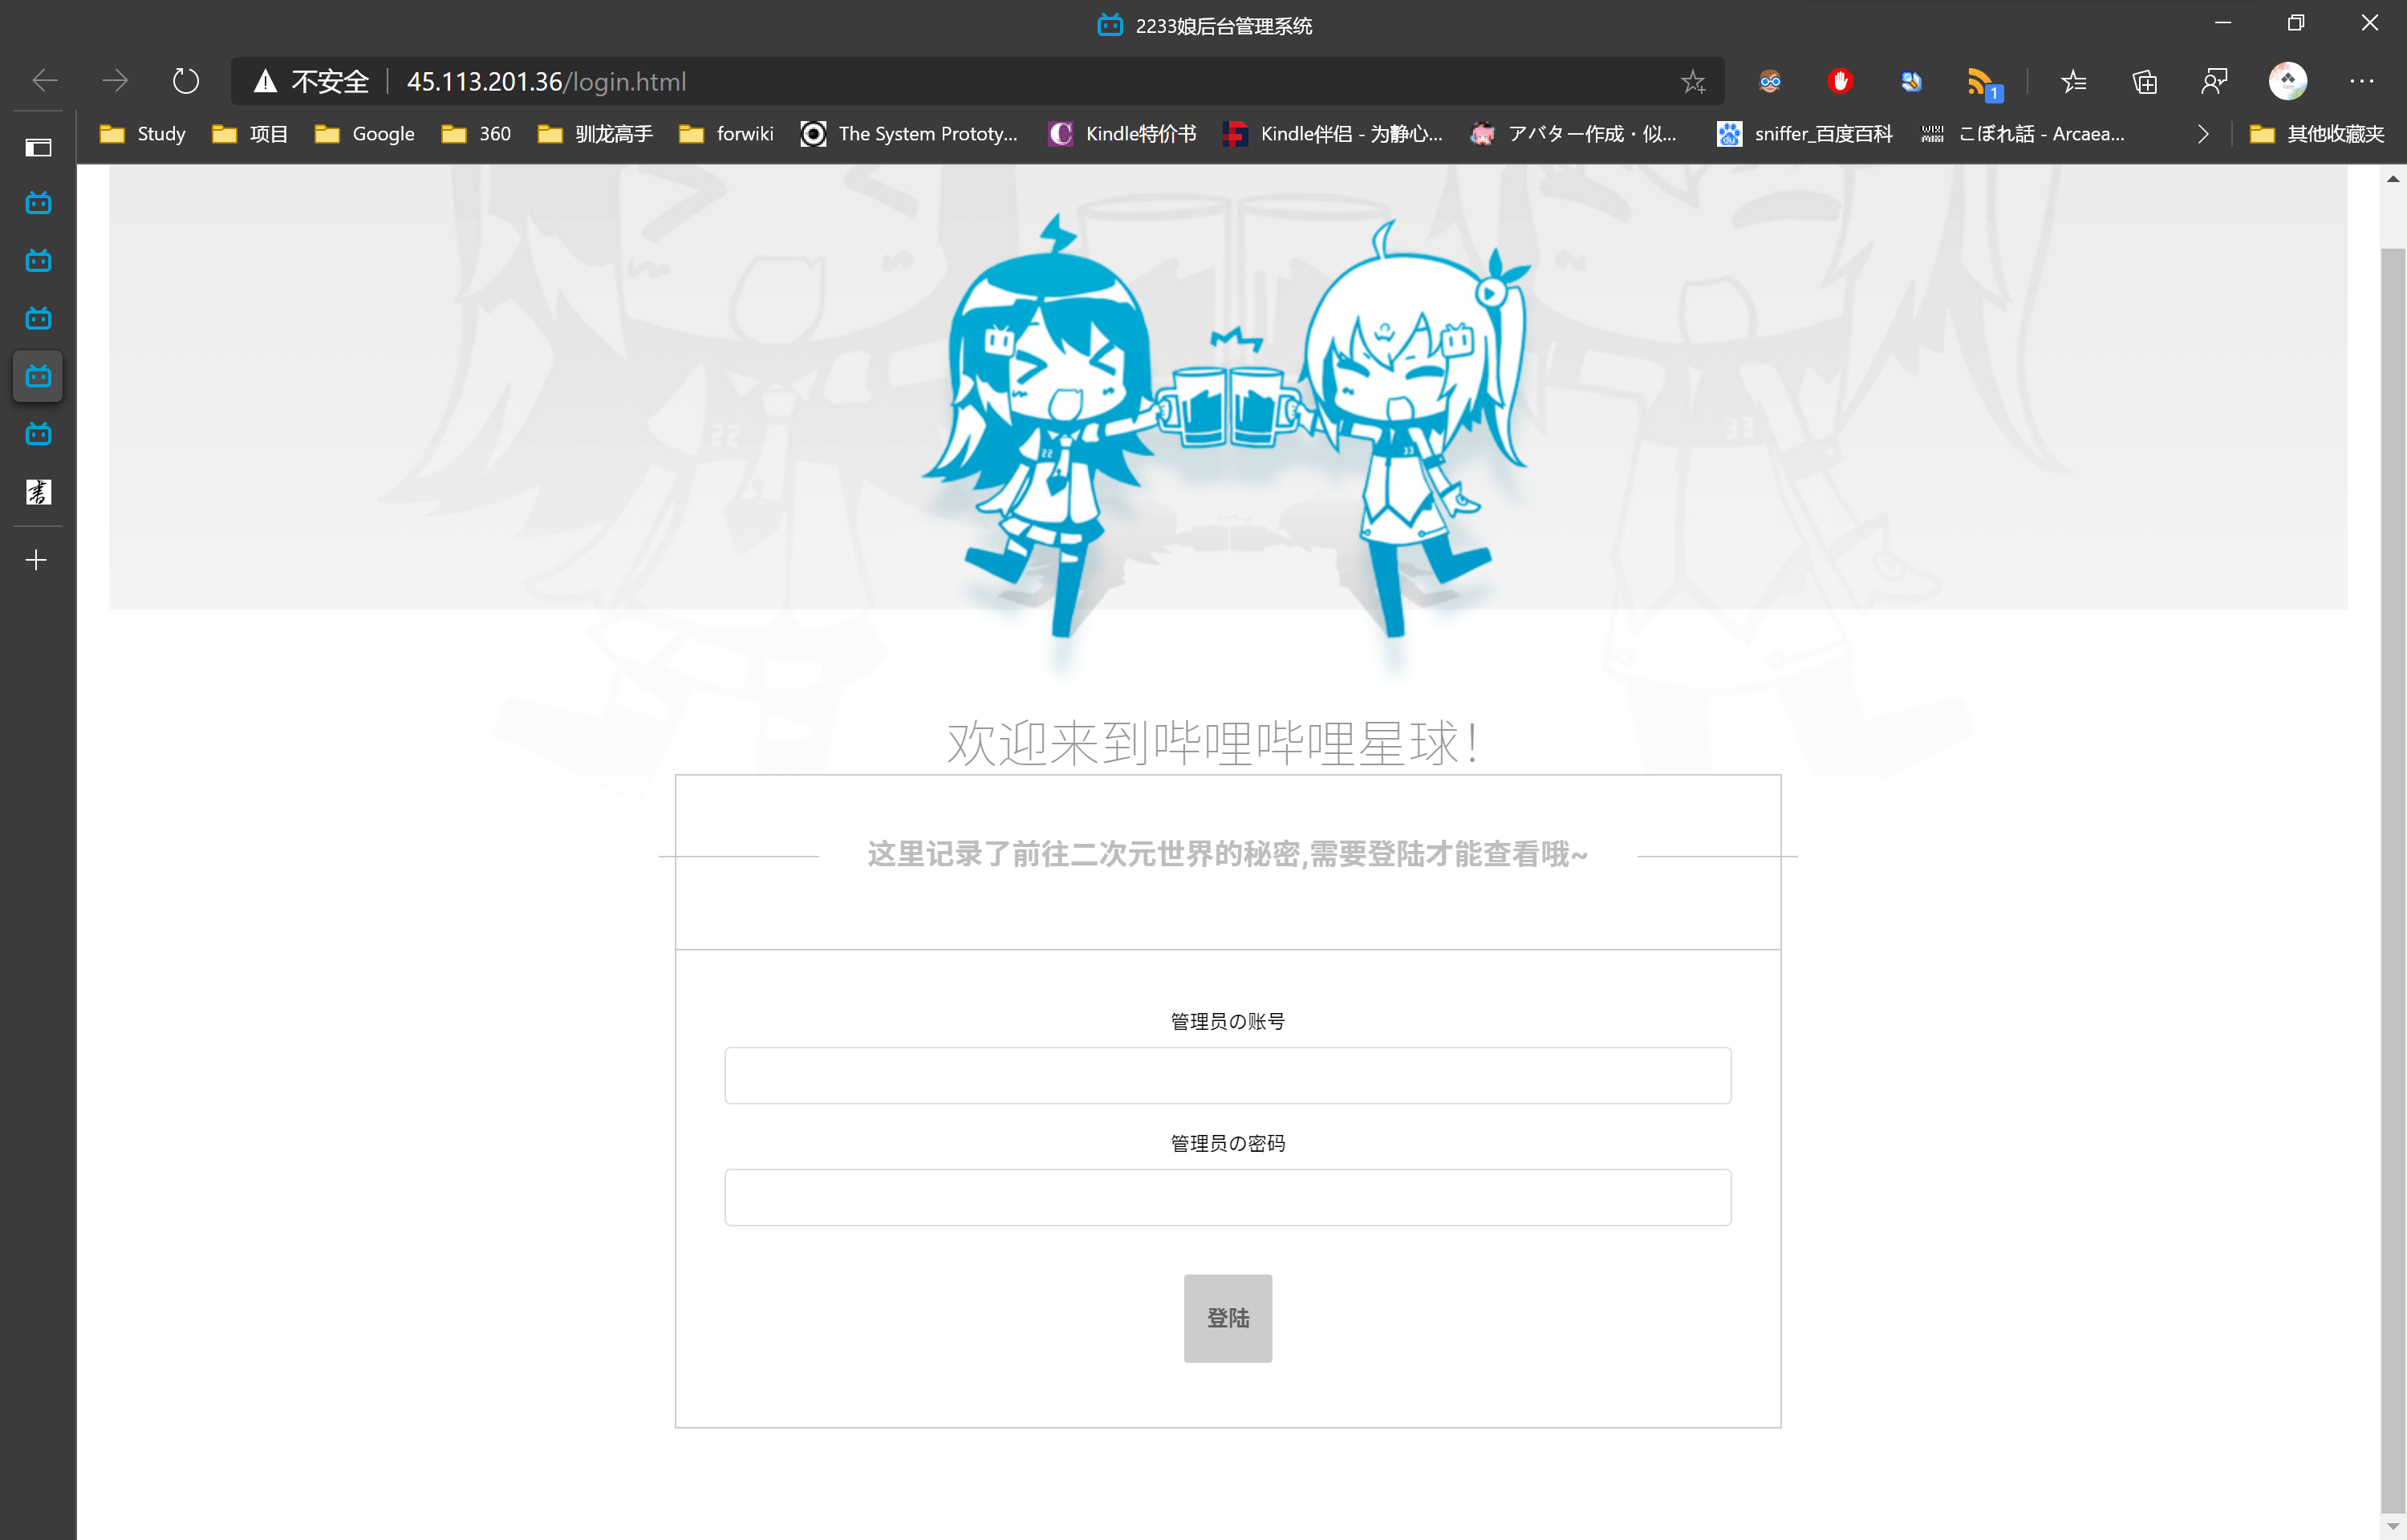 2233娘后台管理系统
不安全 45.113.201.36/login.html
1
Study 项目 Google 360 驯龙高手 forwiki The System Prototy... Kindle特价书 Kindle伴侣 - 为静心... アバター作成・似... sniffer_百度百科 こぼれ話 - Arcaea... 其他收藏夹
書
22 33
22 33
欢迎来到哔哩哔哩星球!
这里记录了前往二次元世界的秘密,需要登陆才能查看哦~
管理员の账号
管理员の密码
登陆